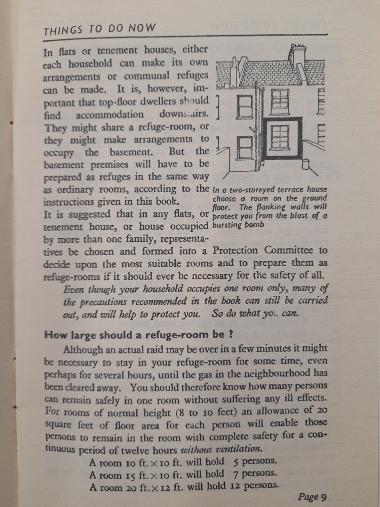 THINGS TO DO NOW
In flats or tenement houses, either
each household can make its own
arrangements or communal refuges
can be made. It is, however, im-
portant that top-floor dwellers should
find accommodation downstairs.
They might share a refuge-room, or
they might make arrangements to
occupy the basement. But the
basement premises will have to be
prepared as refuges in the same way
as ordinary rooms, according to the
instructions given in this book.
In a two-storeyed terrace house
choose a room on the ground
floor. The flanking walls will
protect you from the blast of a
bursting bomb
It is suggested that in any flats, or
tenement house, or house occupied
by more than one family, representa-
tives be chosen and formed into a Protection Committee to
decide upon the most suitable rooms and to prepare them as
refuge-rooms if it should ever be necessary for the safety of all.
Even though your household occupies one room only, many of
the precautions recommended in the book can still be carried
out, and will help to protect you. So do what you can.
How large should a refuge-room be ?
Although an actual raid may be over in a few minutes it might
be necessary to stay in your refuge-room for some time, even
perhaps for several hours, until the gas in the neighbourhood has
been cleared away. You should therefore know how many persons
can remain safely in one room without suffering any ill effects.
For rooms of normal height (8 to 10 feet) an allowance of 20
square feet of floor area for each person will enable those
persons to remain in the room with complete safety for a con-
tinuous period of twelve hours without ventilation.
A room 10 ft. × 10 ft. will hold 5 persons.
A room 15 ft. × 10 ft. will hold 7 persons.
A room 20 ft. × 12 ft. will hold 12 persons.
Page 9